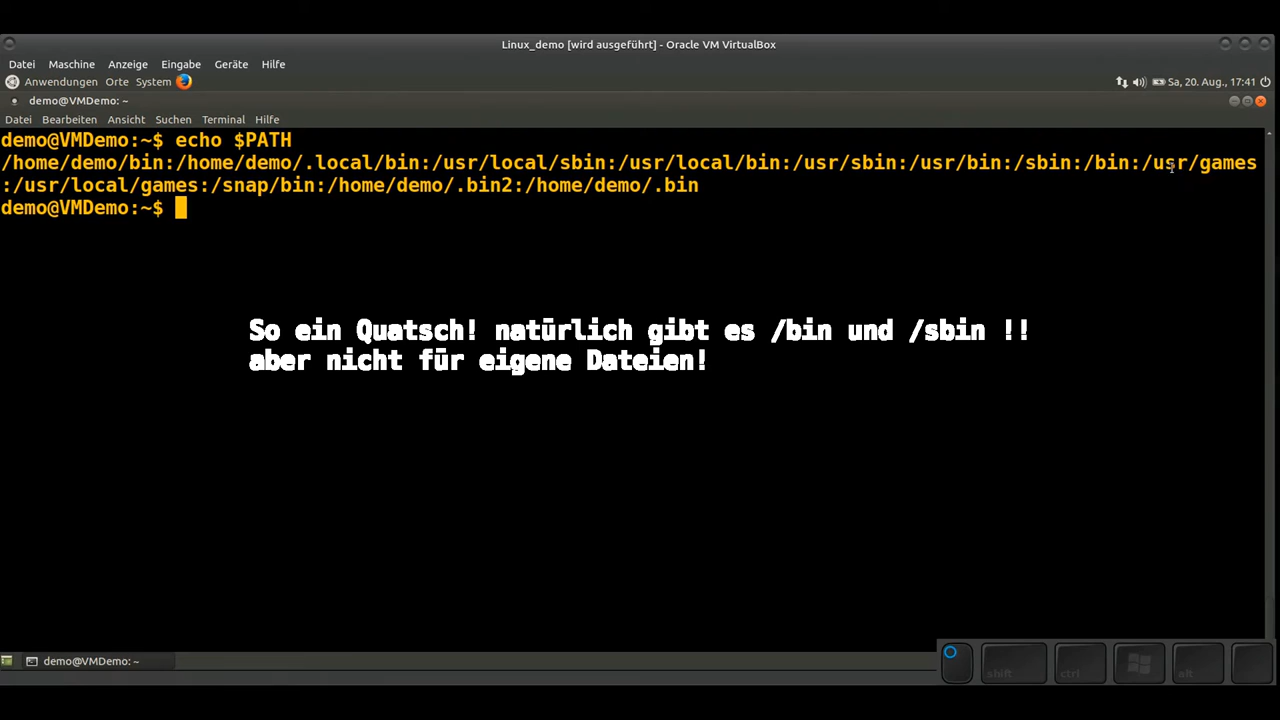 Linux_demo [wird ausgeführt] - Oracle VM VirtualBox
Datei Maschine Anzeige Eingabe Geräte Hilfe
Anwendungen Orte System Sa, 20. Aug., 17:41
demo@VMDemo: ~
Datei Bearbeiten Ansicht Suchen Terminal Hilfe
demo@VMDemo:~$ echo $PATH
/home/demo/bin:/home/demo/.local/bin:/usr/local/sbin:/usr/local/bin:/usr/sbin:/usr/bin:/sbin:/bin:/usr/games
:/usr/local/games:/snap/bin:/home/demo/.bin2:/home/demo/.bin
demo@VMDemo:~$
So ein Quatsch! natürlich gibt es /bin und /sbin !!
aber nicht für eigene Dateien!
demo@VMDemo: ~
shift ctrl alt